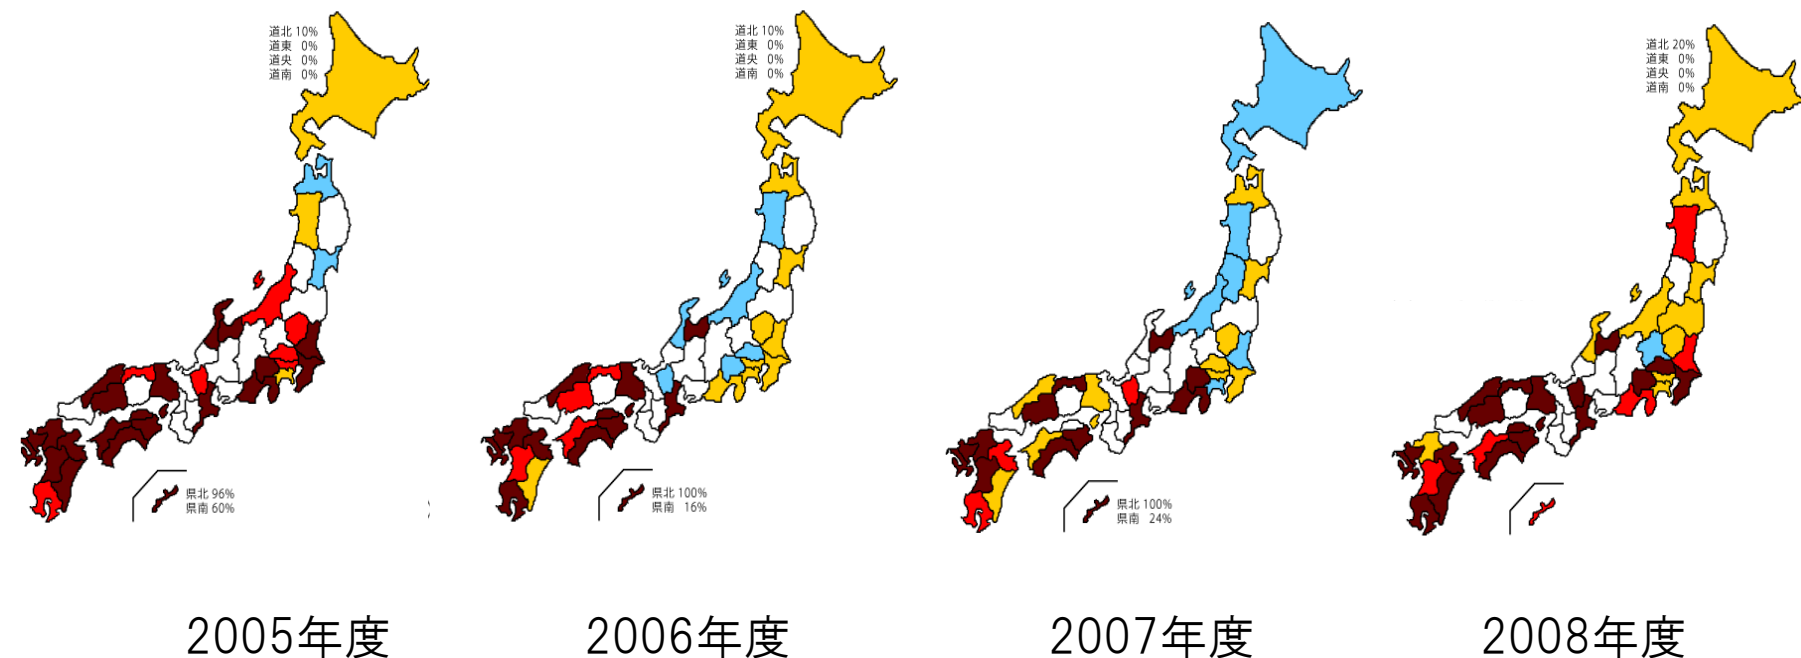 道北 10%
道東 0%
道央 0%
道南 0%
県北 96%
県南 60%
2005年度
道北 10%
道東 0%
道央 0%
道南 0%
県北 100%
県南 16%
2006年度
県北 100%
県南 24%
2007年度
道北 20%
道東 0%
道央 0%
道南 0%
2008年度